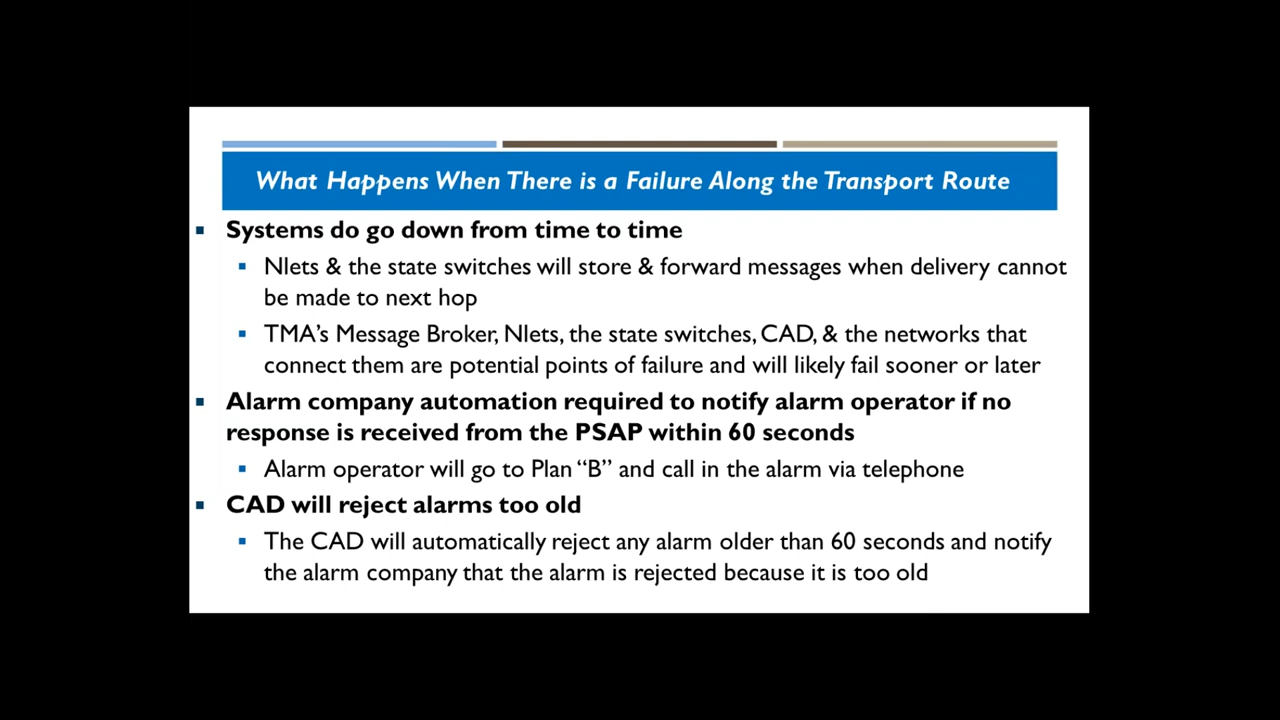 What Happens When There is a Failure Along the Transport Route
Systems do go down from time to time
Nlets & the state switches will store & forward messages when delivery cannot
be made to next hop
TMA's Message Broker, Nlets, the state switches, CAD, & the networks that
connect them are potential points of failure and will likely fail sooner or later
Alarm company automation required to notify alarm operator if no
response is received from the PSAP within 60 seconds
Alarm operator will go to Plan “B” and call in the alarm via telephone
CAD will reject alarms too old
The CAD will automatically reject any alarm older than 60 seconds and notify
the alarm company that the alarm is rejected because it is too old